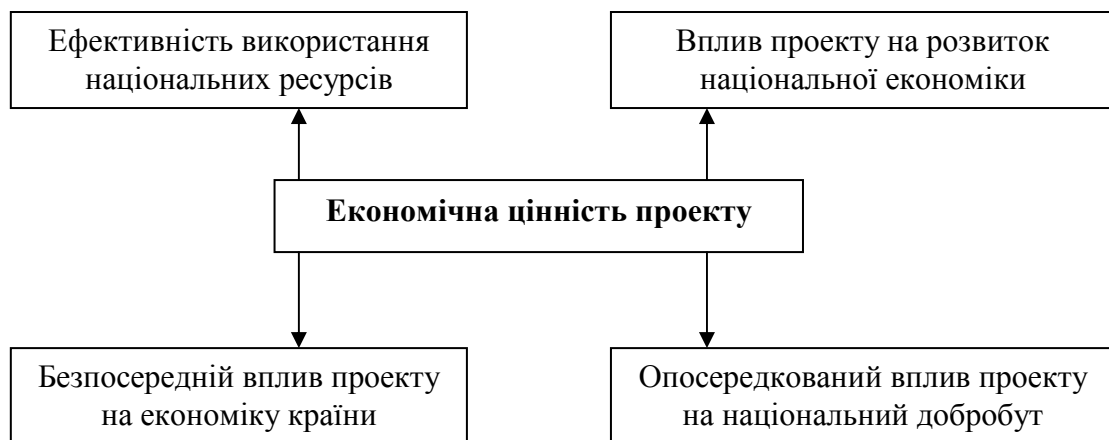 Ефективність використання
національних ресурсів
Вплив проекту на розвиток
національної економіки
Економічна цінність проекту
Безпосередній вплив проекту
на економіку країни
Опосередкований вплив проекту
на національний добробут